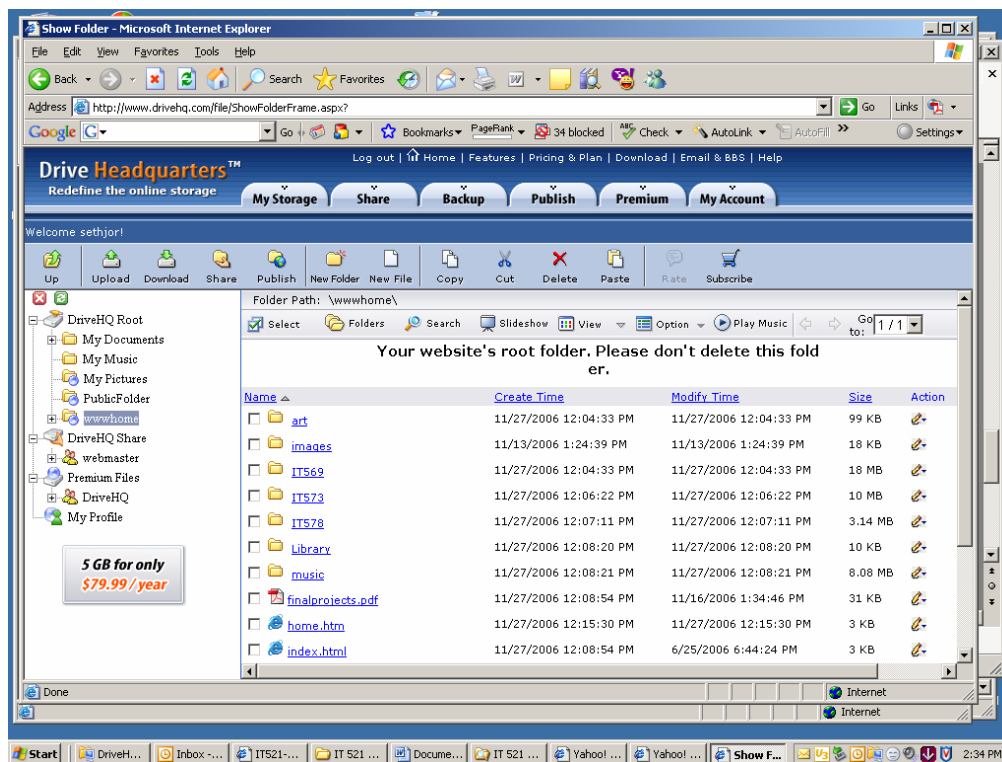 Show Folder - Microsoft Internet Explorer
File Edit View Favorites Tools Help
Back Search Favorites
Address http://www.drivehq.com/file/ShowFolderFrame.aspx? Go Links
Google G Go Bookmarks PageRank 34 blocked ABC Check AutoLink AutoFill Settings
Drive Headquarters™
Redefine the online storage
Log out | Home | Features | Pricing & Plan | Download | Email & BBS | Help
My Storage Share Backup Publish Premium My Account
Welcome sethjor!
Up Upload Download Share Publish New Folder New File Copy Cut Delete Paste Rate Subscribe
DriveHQ Root
My Documents
My Music
My Pictures
PublicFolder
wwwhome
DriveHQ Share
webmaster
Premium Files
DriveHQ
My Profile
5 GB for only
$79.99 / year
Folder Path: \wwwhome\
Select Folders Search Slideshow View Option Play Music Go to: 1 / 1
Your website's root folder. Please don't delete this fold
er.
Name Create Time Modify Time Size Action
art 11/27/2006 12:04:33 PM 11/27/2006 12:04:33 PM 99 KB
images 11/13/2006 1:24:39 PM 11/13/2006 1:24:39 PM 18 KB
IT569 11/27/2006 12:04:33 PM 11/27/2006 12:04:33 PM 18 MB
IT573 11/27/2006 12:06:22 PM 11/27/2006 12:06:22 PM 10 MB
IT578 11/27/2006 12:07:11 PM 11/27/2006 12:07:11 PM 3.14 MB
Library 11/27/2006 12:08:20 PM 11/27/2006 12:08:20 PM 10 KB
music 11/27/2006 12:08:21 PM 11/27/2006 12:08:21 PM 8.08 MB
finalprojects.pdf 11/27/2006 12:08:54 PM 11/16/2006 1:34:46 PM 31 KB
home.htm 11/27/2006 12:15:30 PM 11/27/2006 12:15:30 PM 3 KB
index.html 11/27/2006 12:08:54 PM 6/25/2006 6:44:24 PM 3 KB
Done Internet
Internet
Start DriveH... Inbox -... IT521-... IT 521 ... Docume... IT 521 ... Yahoo! ... Yahoo! ... Show F... 2:34 PM